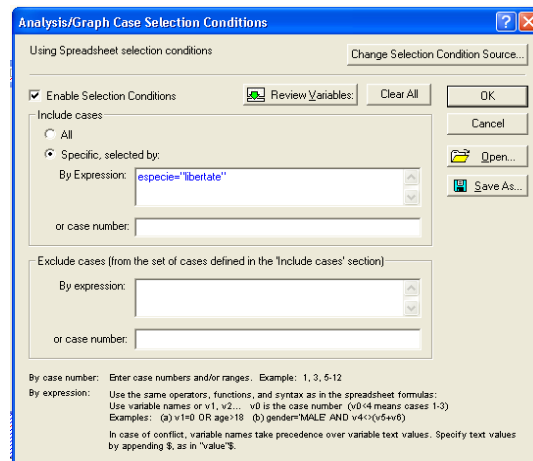 Analysis/Graph Case Selection Conditions
Using Spreadsheet selection conditions
Change Selection Condition Source...
Enable Selection Conditions
Review Variables:
Clear All
OK
Cancel
Open...
Save As...
Include cases
All
Specific, selected by:
By Expression:
especie="libertate"
or case number:
Exclude cases (from the set of cases defined in the 'Include cases' section)
By expression:
or case number:
By case number: Enter case numbers and/or ranges. Example: 1, 3, 5-12
By expression: Use the same operators, functions, and syntax as in the spreadsheet formulas:
Use variable names or v1, v2... v0 is the case number (v0<4 means cases 1-3)
Examples: (a) v1=0 OR age>18 (b) gender='MALE' AND v4<>(v5+v6)
In case of conflict, variable names take precedence over variable text values. Specify text values
by appending $, as in "value"$.